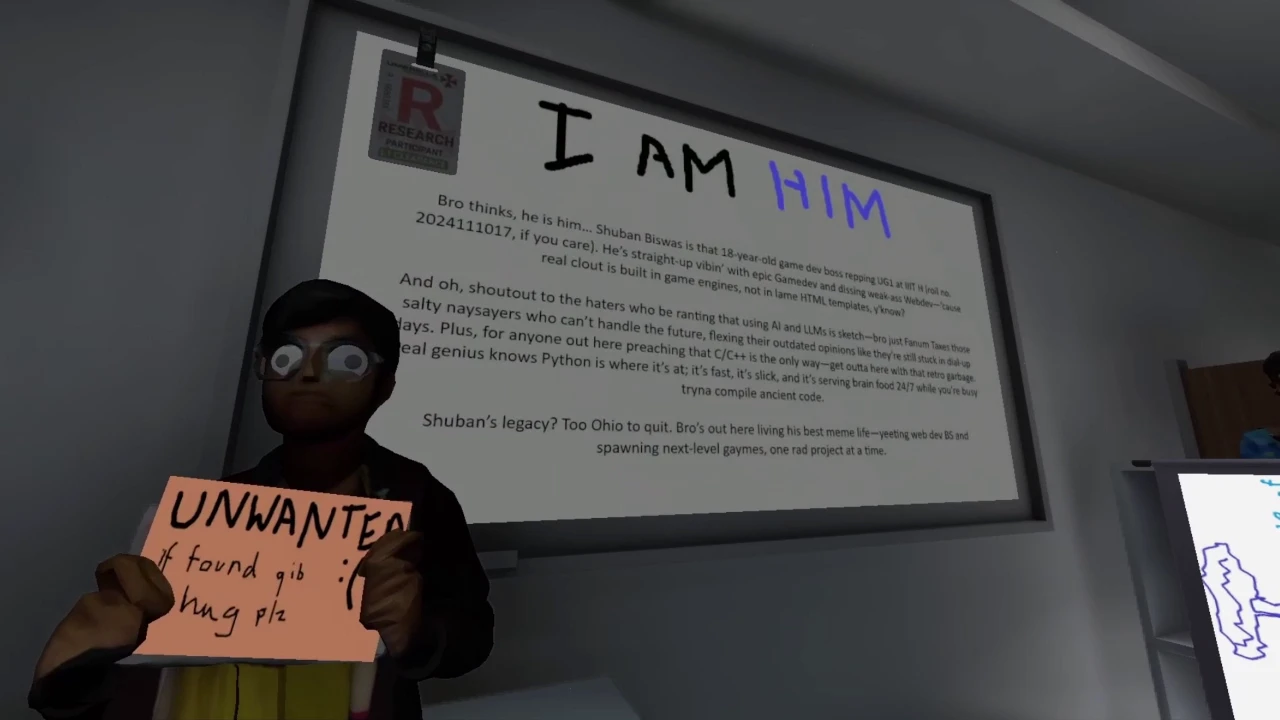 R
RESEARCH
PARTICIPANT
I AM HIM
Bro thinks, he is him... Shuban Biswas is that 18-year-old game dev boss repping UG1 at IIIT H (roll no.
2024111017, if you care). He's straight-up vibin' with epic Gamedev and dissing weak-ass Webdev—'cause
real clout is built in game engines, not in lame HTML templates, y'know?
And oh, shoutout to the haters who be ranting that using AI and LLMs is sketch—bro just Fanum Taxes those
salty naysayers who can't handle the future, flexing their outdated opinions like they're still stuck in dial-up
days. Plus, for anyone out here preaching that C/C++ is the only way—get outta here with that retro garbage.
eal genius knows Python is where it's at; it's fast, it's slick, and it's serving brain food 24/7 while you're busy
tryna compile ancient code.
Shuban's legacy? Too Ohio to quit. Bro's out here living his best meme life—yeeting web dev BS and
spawning next-level gaymes, one rad project at a time.
UNWANTED
if found gib :(
hug plz